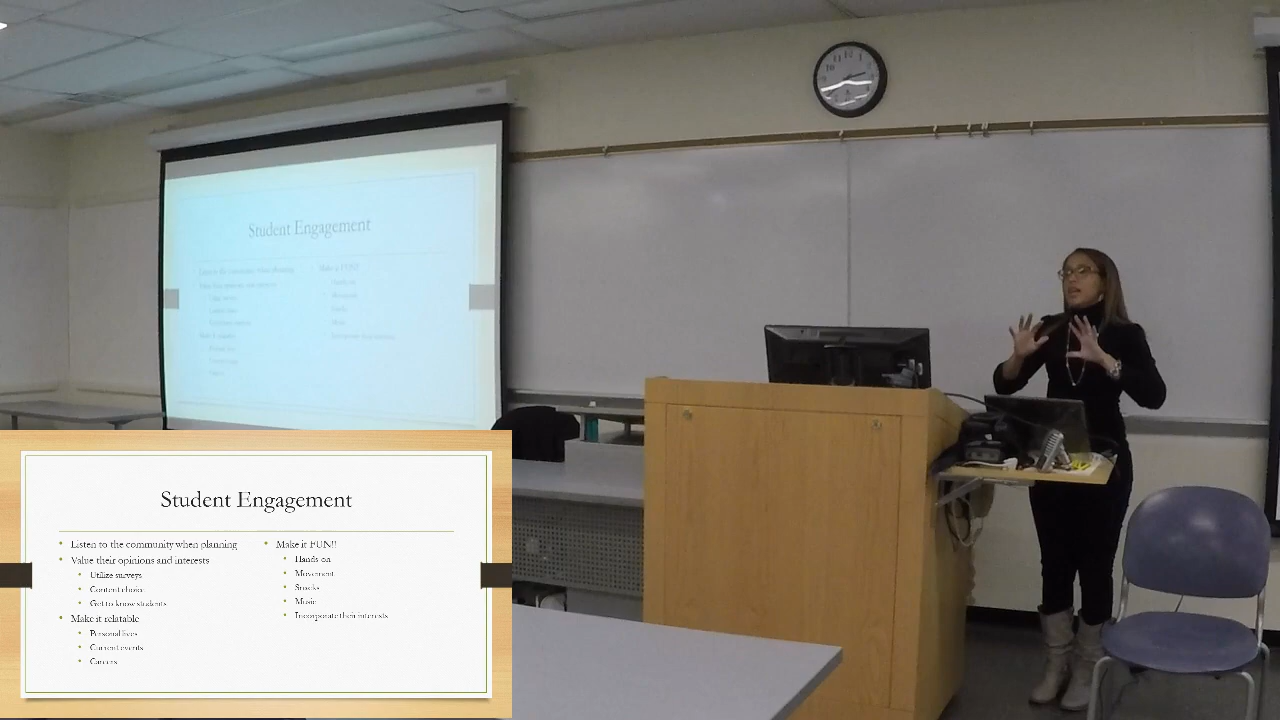 Student Engagement
Student Engagement
Listen to the community when planning
Value their opinions and interests
Utilize surveys
Content choice
Get to know students
Make it relatable
Personal lives
Current events
Careers
Make it FUN!!
Hands on
Movement
Snacks
Music
Incorporate their interests